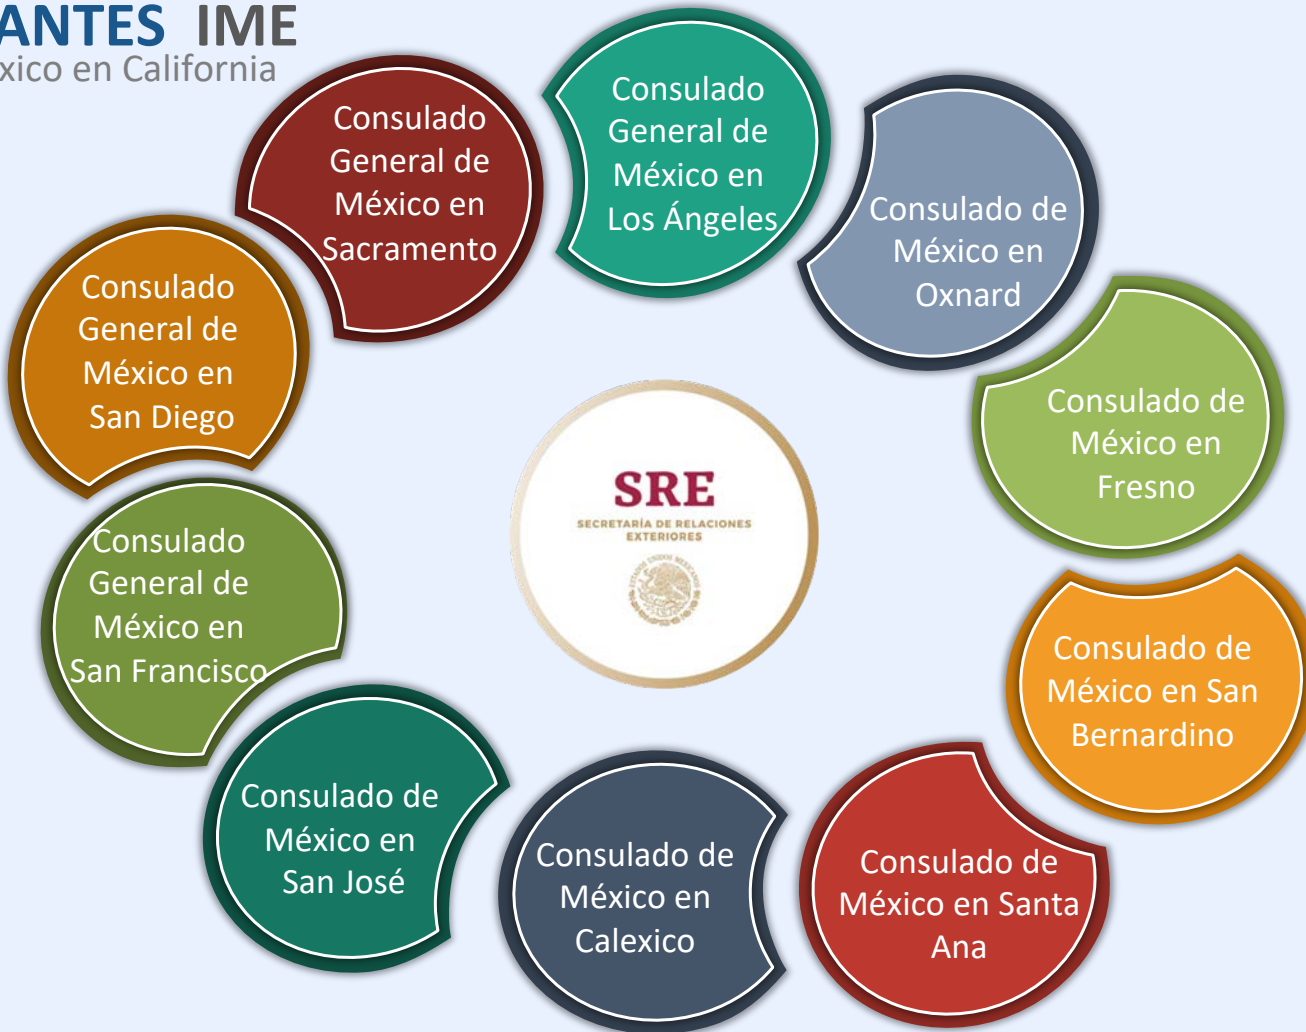 ANTES IME
xico en California
Consulado
General de
México en
Los Ángeles
Consulado
General de
México en
Sacramento
Consulado de
México en
Oxnard
Consulado
General de
México en
San Diego
Consulado de
México en
Fresno
SRE
SECRETARÍA DE RELACIONES
EXTERIORES
ESTADOS UNIDOS MEXICANOS
Consulado
General de
México en
San Francisco
Consulado de
México en San
Bernardino
Consulado de
México en
San José
Consulado de
México en
Calexico
Consulado de
México en Santa
Ana